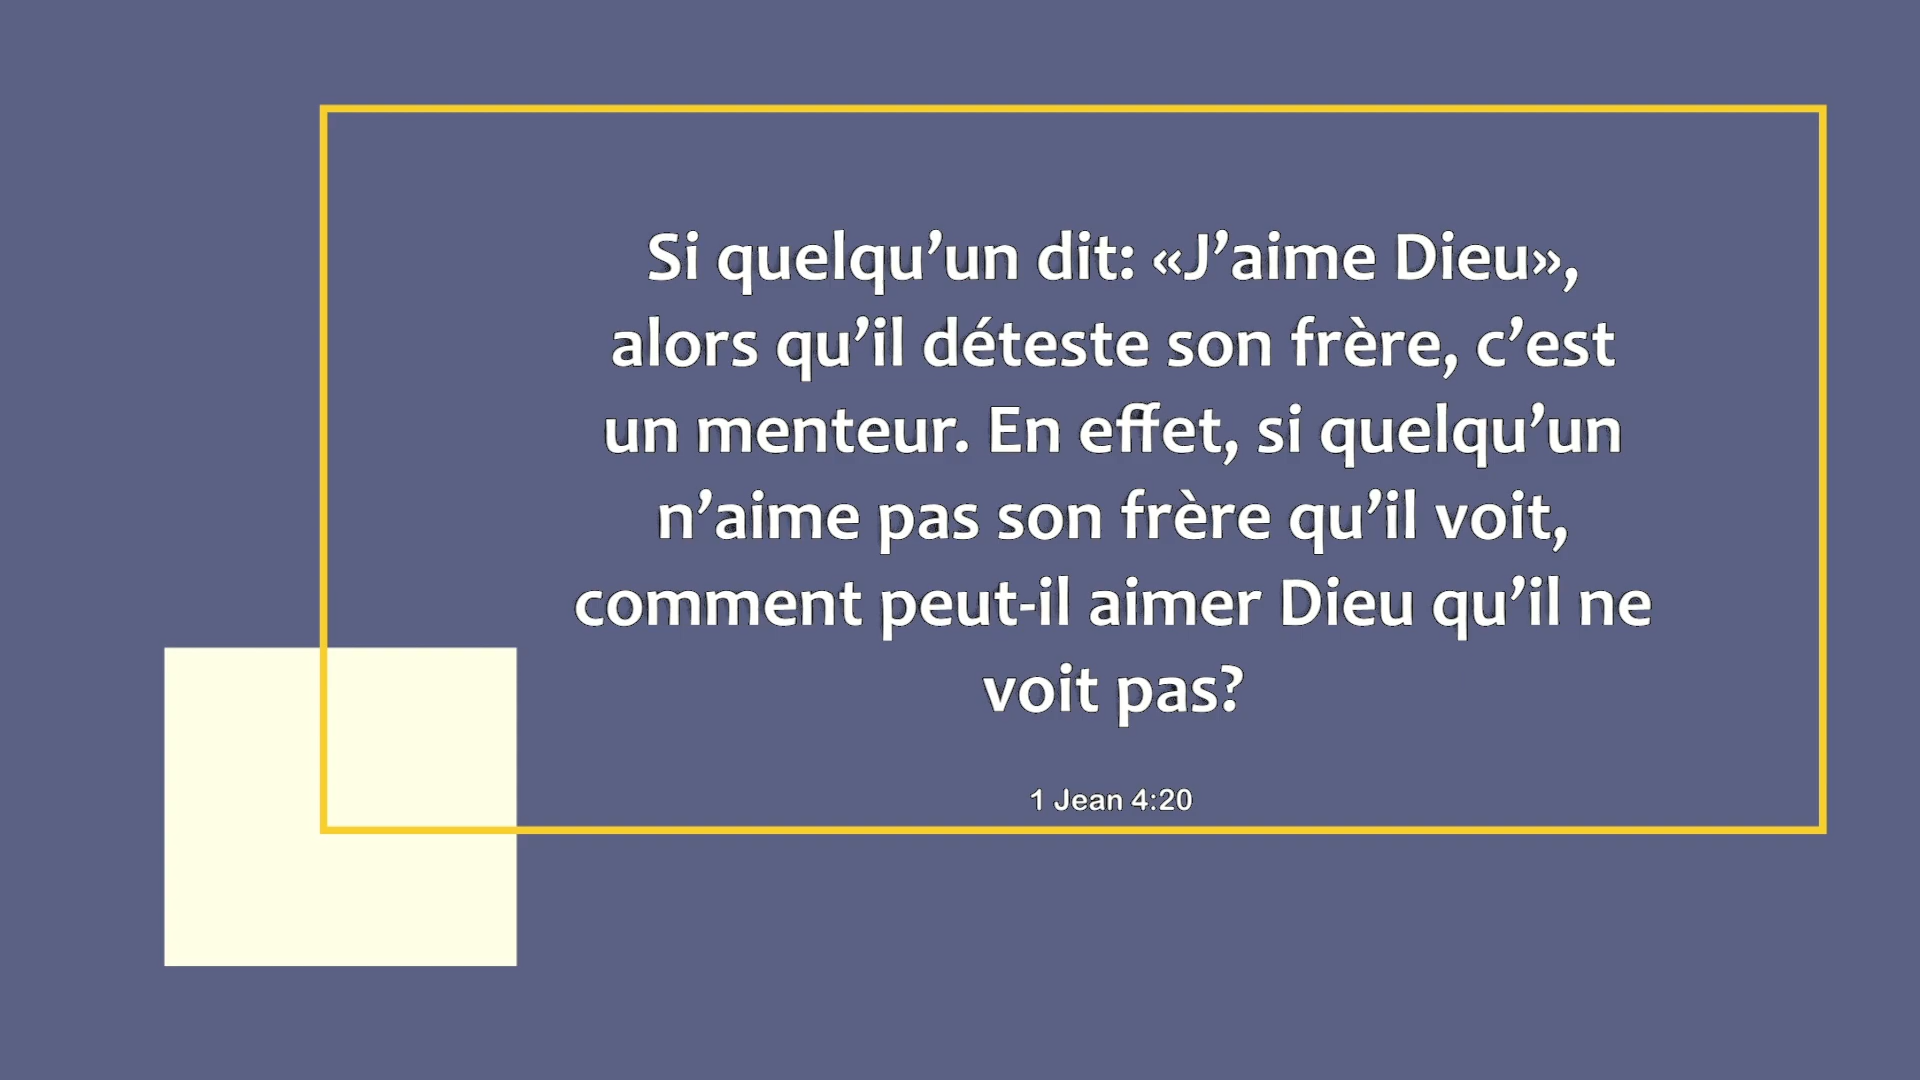 Si quelqu’un dit: «J’aime Dieu»,
alors qu’il déteste son frère, c’est
un menteur. En effet, si quelqu’un
n’aime pas son frère qu’il voit,
comment peut-il aimer Dieu qu’il ne
voit pas?
1 Jean 4:20